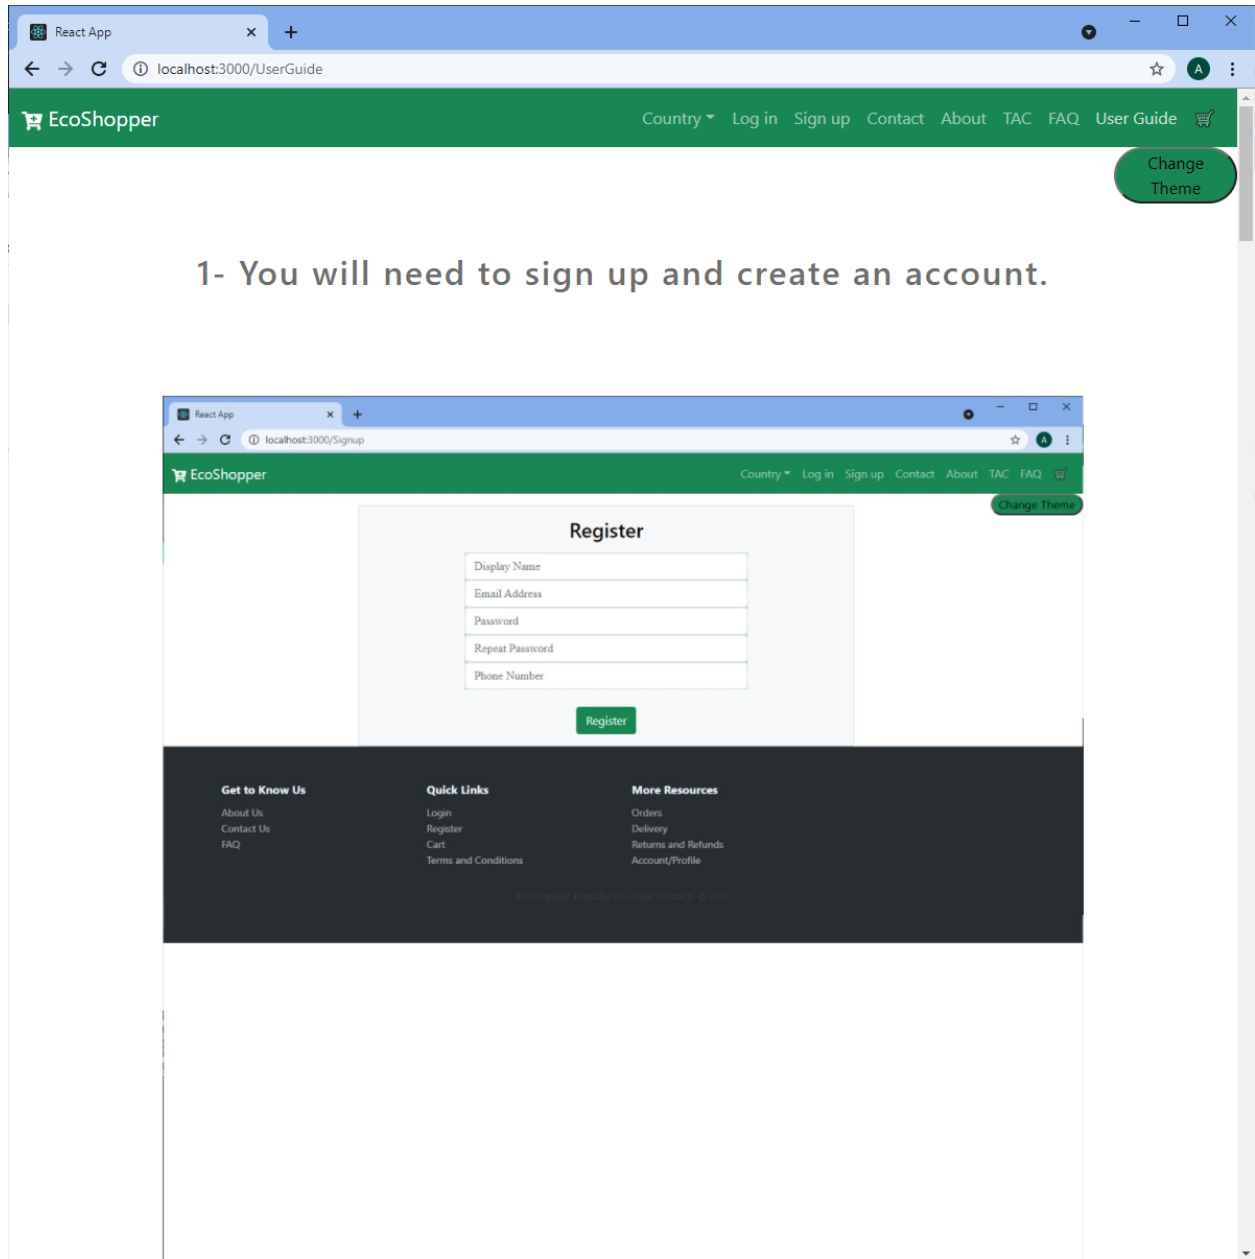 React App
localhost:3000/UserGuide
A
EcoShopper
Country Log in Sign up Contact About TAC FAQ User Guide
Change
Theme
1- You will need to sign up and create an account.
React App
localhost:3000/Signup
A
EcoShopper
Country Log in Sign up Contact About TAC FAQ
Change Theme
Register
Display Name
Email Address
Password
Repeat Password
Phone Number
Register
Get to Know Us Quick Links More Resources
About Us Login Orders
Contact Us Register Delivery
FAQ Cart Returns and Refunds
Terms and Conditions Account/Profile
EcoShopper: Ethically Products © 2021